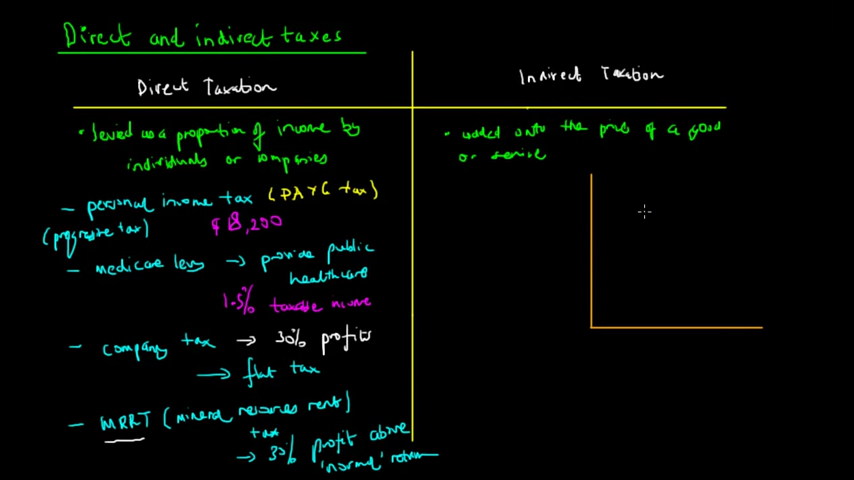 Direct and indirect taxes
Direct Taxation
• levied as a proportion of income by
individuals or companies
- personal income tax (PAYG tax)
(progressive tax) $18,200
- medicare levy → provide public
healthcare
1.5% taxable income
- company tax → 30% profits
→ flat tax
- MRRT (mineral resources rent)
tax
→ 30% profit above
'normal' return
Indirect Taxation
• added onto the price of a good
or service